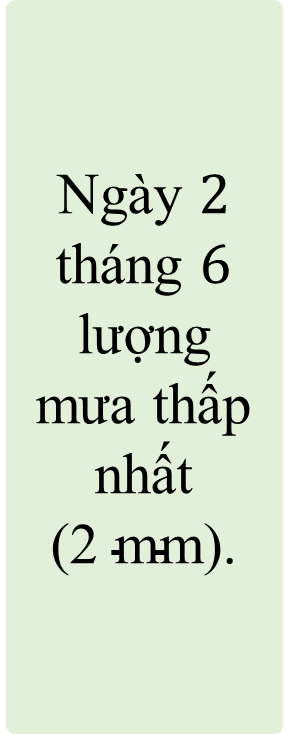 Ngày 2
tháng 6
lượng
mưa thấp
nhất
(2 mm).